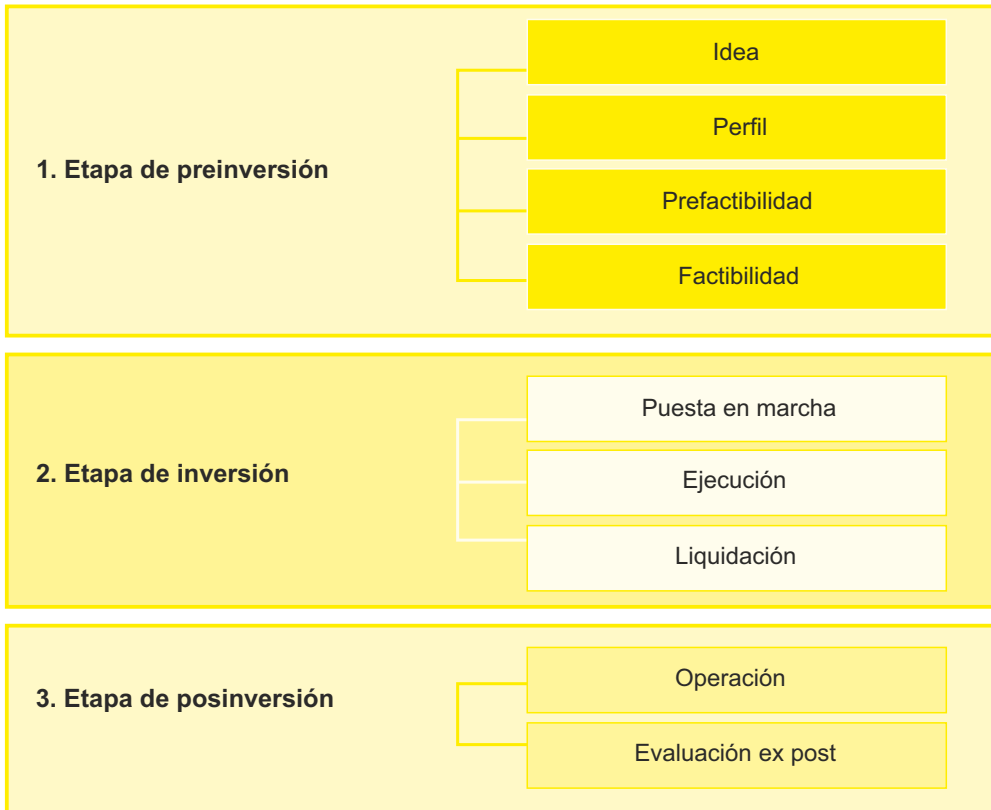 1. Etapa de preinversión
Idea
Perfil
Prefactibilidad
Factibilidad
2. Etapa de inversión
Puesta en marcha
Ejecución
Liquidación
3. Etapa de posinversión
Operación
Evaluación ex post